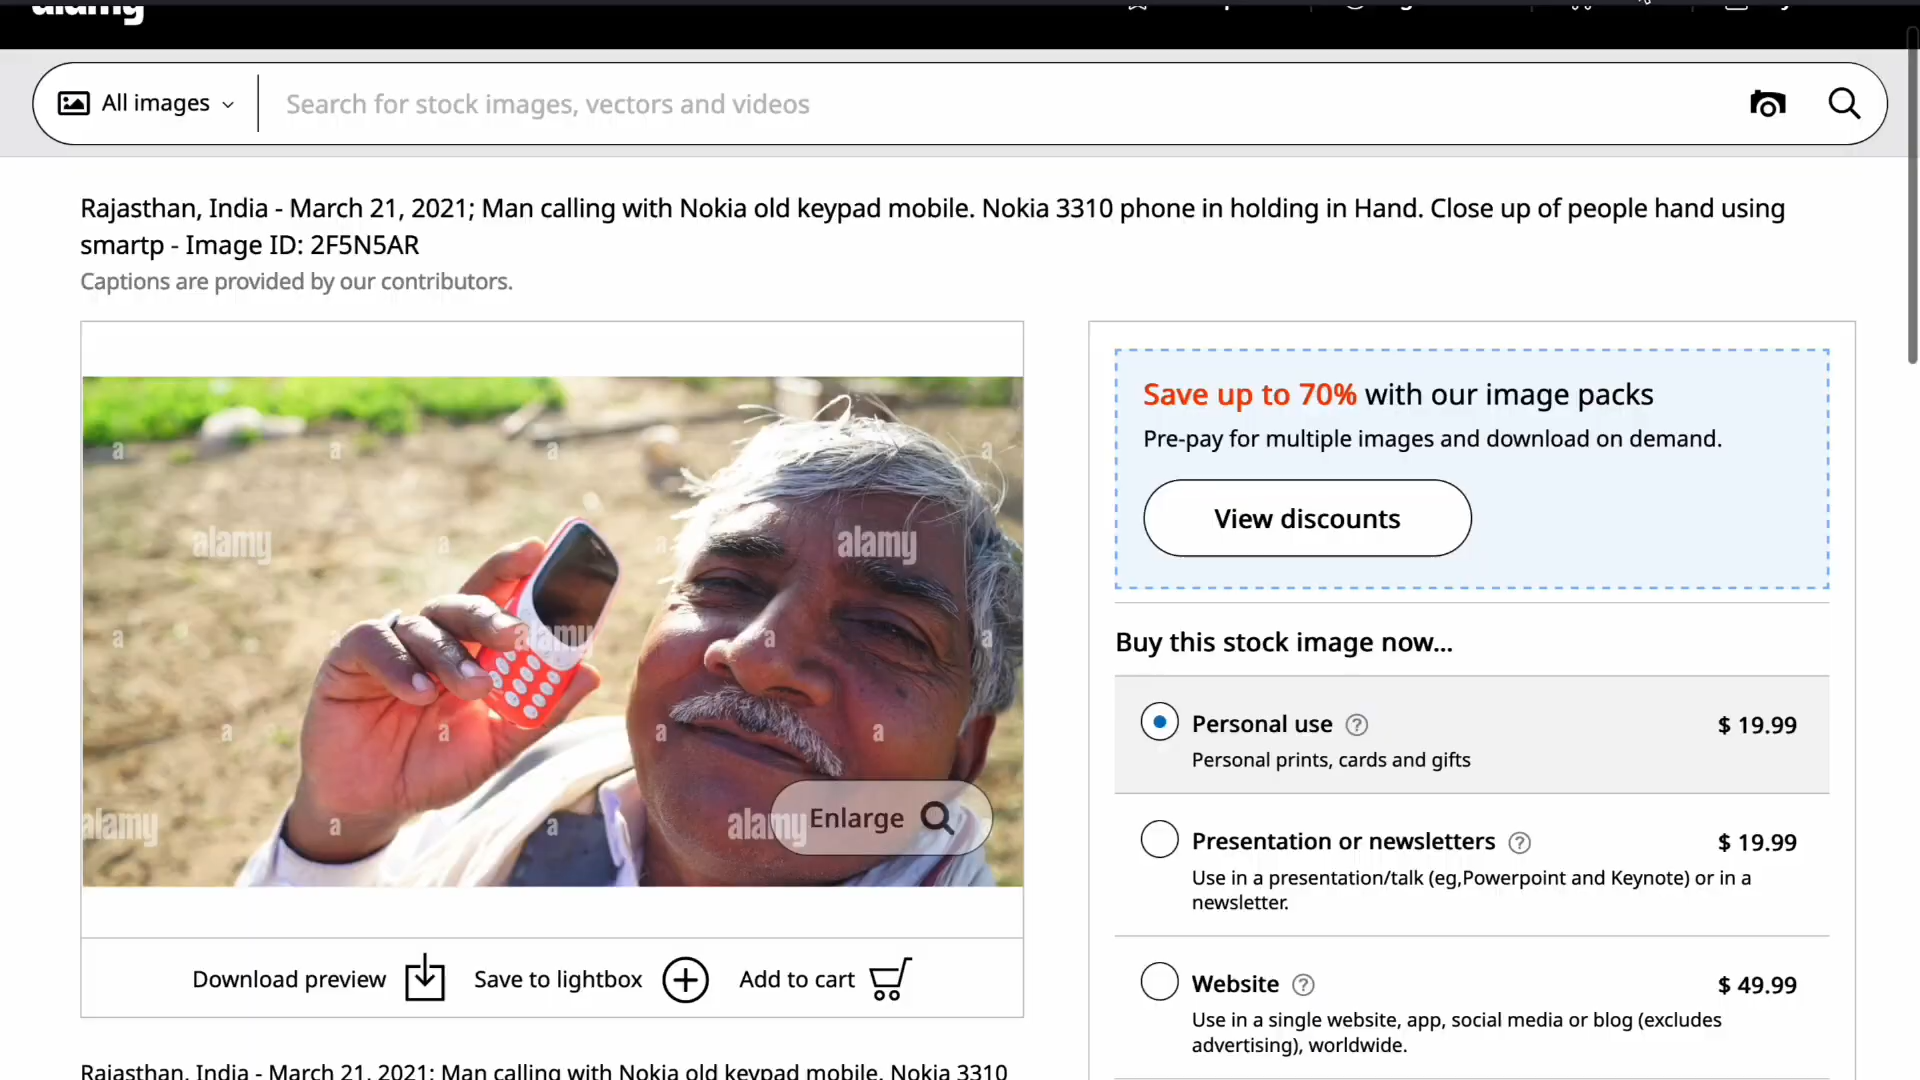 alamy
All images
Search for stock images, vectors and videos
Rajasthan, India - March 21, 2021; Man calling with Nokia old keypad mobile. Nokia 3310 phone in holding in Hand. Close up of people hand using
smartp - Image ID: 2F5N5AR
Captions are provided by our contributors.
a a a a
alamy a a alamy
a alamy a a
a a a a
alamy a a alamy
Enlarge
Download preview
Save to lightbox
Add to cart
Rajasthan, India - March 21, 2021; Man calling with Nokia old keypad mobile. Nokia 3310
Save up to 70% with our image packs
Pre-pay for multiple images and download on demand.
View discounts
Buy this stock image now...
Personal use ? $ 19.99
Personal prints, cards and gifts
Presentation or newsletters ? $ 19.99
Use in a presentation/talk (eg,Powerpoint and Keynote) or in a
newsletter.
Website ? $ 49.99
Use in a single website, app, social media or blog (excludes
advertising), worldwide.